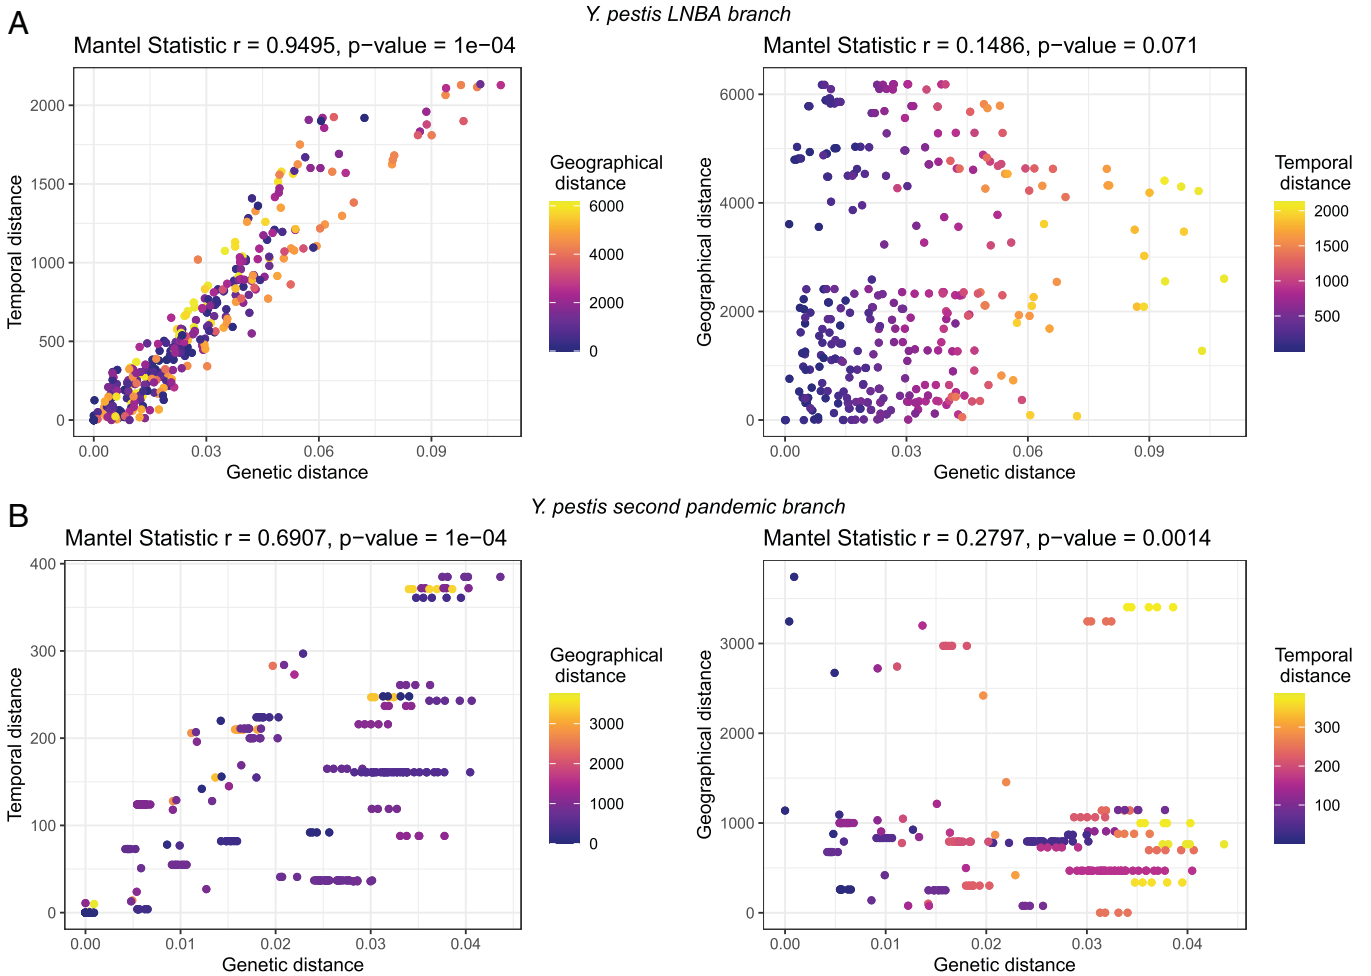 A
Y. pestis LNBA branch
Mantel Statistic r = 0.9495, p−value = 1e−04
Temporal distance
2000
1500
1000
500
0
0.00 0.03 0.06 0.09
Genetic distance
Geographical
distance
6000
4000
2000
0
Mantel Statistic r = 0.1486, p−value = 0.071
Geographical distance
6000
4000
2000
0
0.00 0.03 0.06 0.09
Genetic distance
Temporal
distance
2000
1500
1000
500
B
Y. pestis second pandemic branch
Mantel Statistic r = 0.6907, p−value = 1e−04
Temporal distance
400
300
200
100
0
0.00 0.01 0.02 0.03 0.04
Genetic distance
Geographical
distance
3000
2000
1000
0
Mantel Statistic r = 0.2797, p−value = 0.0014
Geographical distance
3000
2000
1000
0
0.00 0.01 0.02 0.03 0.04
Genetic distance
Temporal
distance
300
200
100